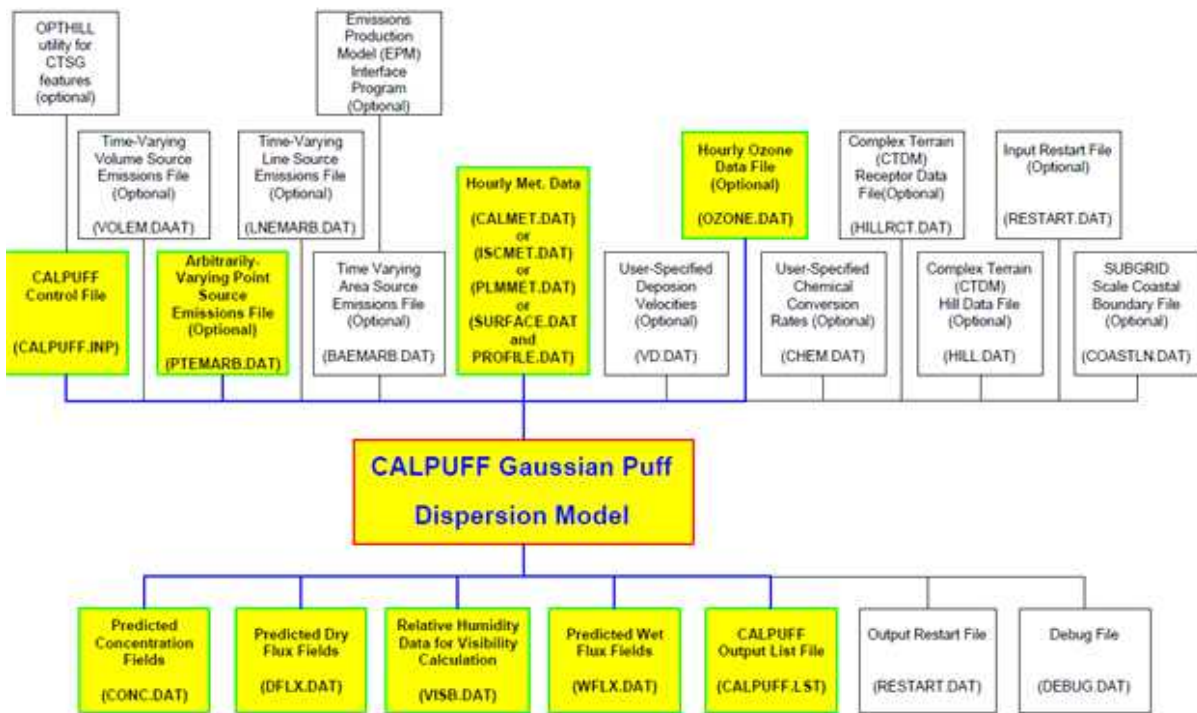 OPTHILL
utility for
CTSG
features
(optional)
Emissions
Production
Model (EPM)
Interface
Program
(Optional)
Time-Varying
Volume Source
Emissions File
(Optional)
(VOLEM.DAAT)
Time-Varying
Line Source
Emissions File
(Optional)
(LNEMARB.DAT)
Hourly Met. Data
(CALMET.DAT)
or
(ISCMET.DAT)
or
(PLMMET.DAT)
or
(SURFACE.DAT
and
PROFILE.DAT)
Hourly Ozone
Data File
(Optional)
(OZONE.DAT)
Complex Terrain
(CTDM)
Receptor Data
File(Optional)
(HILLRCT.DAT)
Input Restart File
(Optional)
(RESTART.DAT)
CALPUFF
Control File
(CALPUFF.INP)
Arbitrarily-
Varying Point
Source
Emissions File
(Optional)
(PTEMARB.DAT)
Time Varying
Area Source
Emissions File
(Optional)
(BAEMARB.DAT)
User-Specified
Deposion
Velocities
(Optional)
(VD.DAT)
User-Specified
Chemical
Conversion
Rates (Optional)
(CHEM.DAT)
Complex Terrain
(CTDM)
Hill Data File
(Optional)
(HILL.DAT)
SUBGRID
Scale Coastal
Boundary File
(Optional)
(COASTLN.DAT)
CALPUFF Gaussian Puff
Dispersion Model
Predicted
Concentration
Fields
(CONC.DAT)
Predicted Dry
Flux Fields
(DFLX.DAT)
Relative Humidity
Data for Visibility
Calculation
(VISB.DAT)
Predicted Wet
Flux Fields
(WFLX.DAT)
CALPUFF
Output List File
(CALPUFF.LST)
Output Restart File
(RESTART.DAT)
Debug File
(DEBUG.DAT)